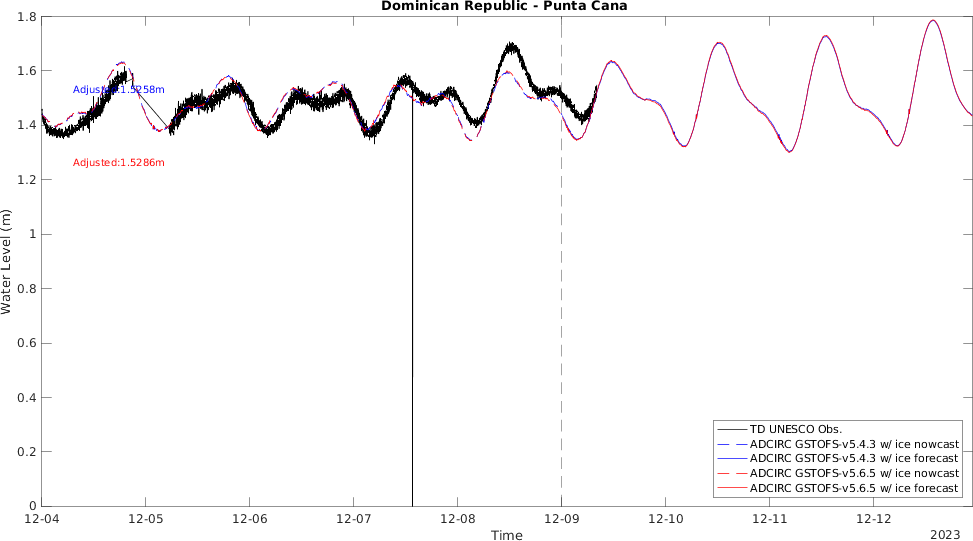 Dominican Republic - Punta Cana
1.8
1.6
1.4
1.2
1
0.8
0.6
0.4
0.2
0
Water Level (m)
Adjusted:1.5258m
Adjusted:1.5286m
TD UNESCO Obs.
ADCIRC GSTOFS-v5.4.3 w/ ice nowcast
ADCIRC GSTOFS-v5.4.3 w/ ice forecast
ADCIRC GSTOFS-v5.6.5 w/ ice nowcast
ADCIRC GSTOFS-v5.6.5 w/ ice forecast
12-04 12-05 12-06 12-07 12-08 12-09 12-10 12-11 12-12
Time
2023